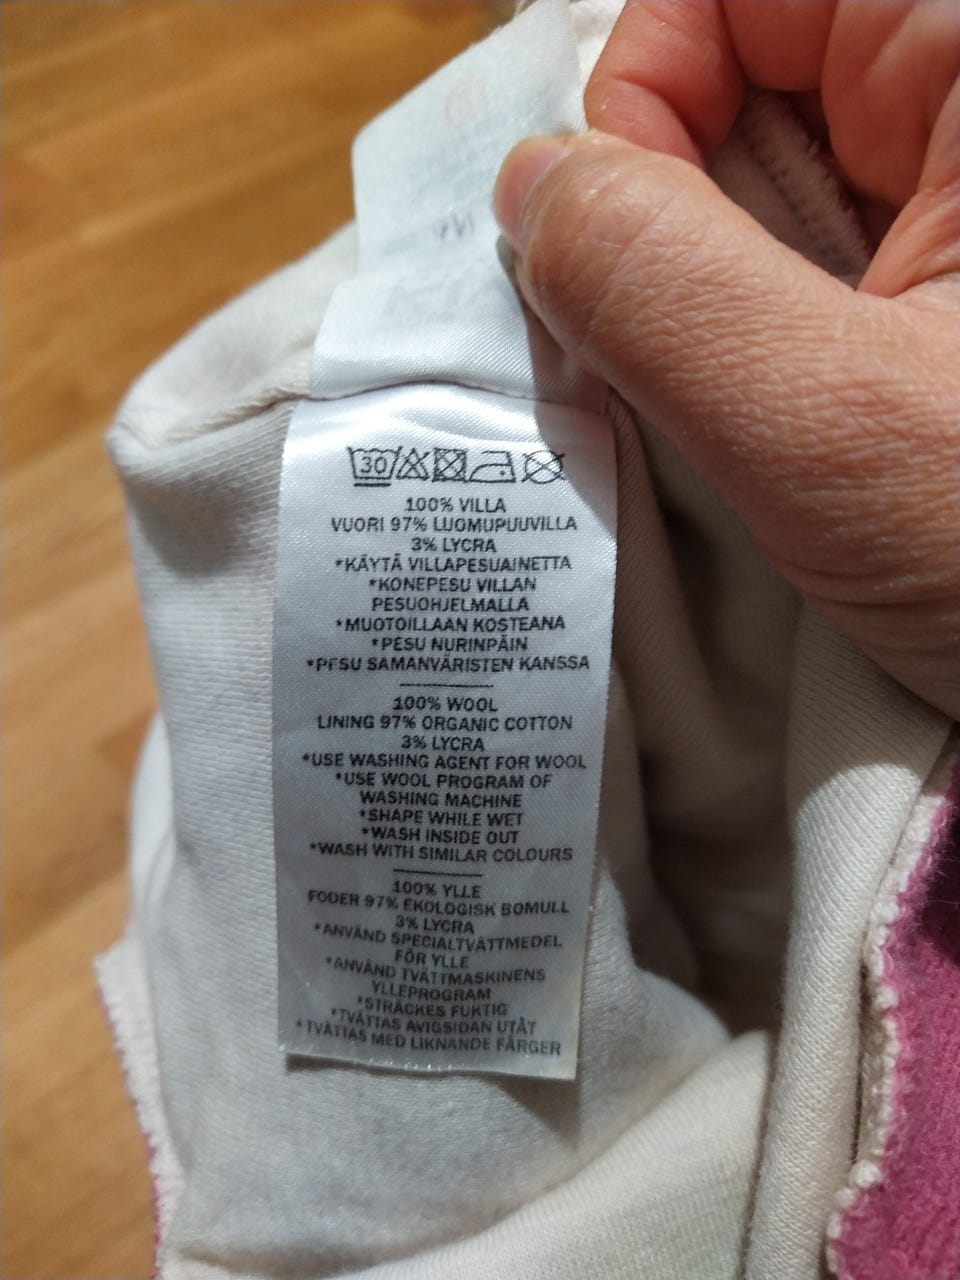 30
100% VILLA
VUORI 97% LUOMUPUUVILLA
3% LYCRA
*KÄYTÄ VILLAPESUAINETTA
*KONEPESU VILLAN
PESUOHJELMALLA
*MUOTOILLAAN KOSTEANA
*PESU NURINPÄIN
*PESU SAMANVÄRISTEN KANSSA
100% WOOL
LINING 97% ORGANIC COTTON
3% LYCRA
*USE WASHING AGENT FOR WOOL
*USE WOOL PROGRAM OF
WASHING MACHINE
*SHAPE WHILE WET
*WASH INSIDE OUT
*WASH WITH SIMILAR COLOURS
100% YLLE
FODER 97% EKOLOGISK BOMULL
3% LYCRA
*ANVÄND SPECIALTVÄTTMEDEL
FÖR YLLE
*ANVÄND TVÄTTMASKINENS
YLLEPROGRAM
*STRÄCKES FUKTIG
*TVÄTTAS AVIGSIDAN UTÅT
*TVÄTTAS MED LIKNANDE FÄRGER